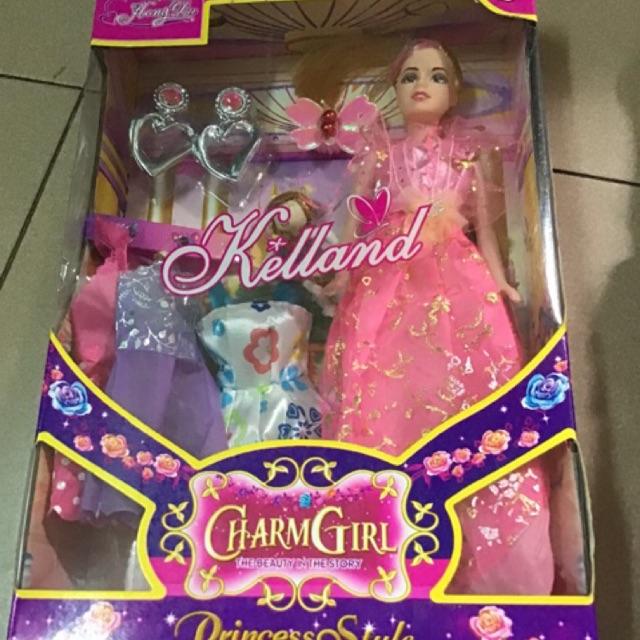 Kelland
CHARMGIRL
THE BEAUTY IN THE STORY
Princess Style